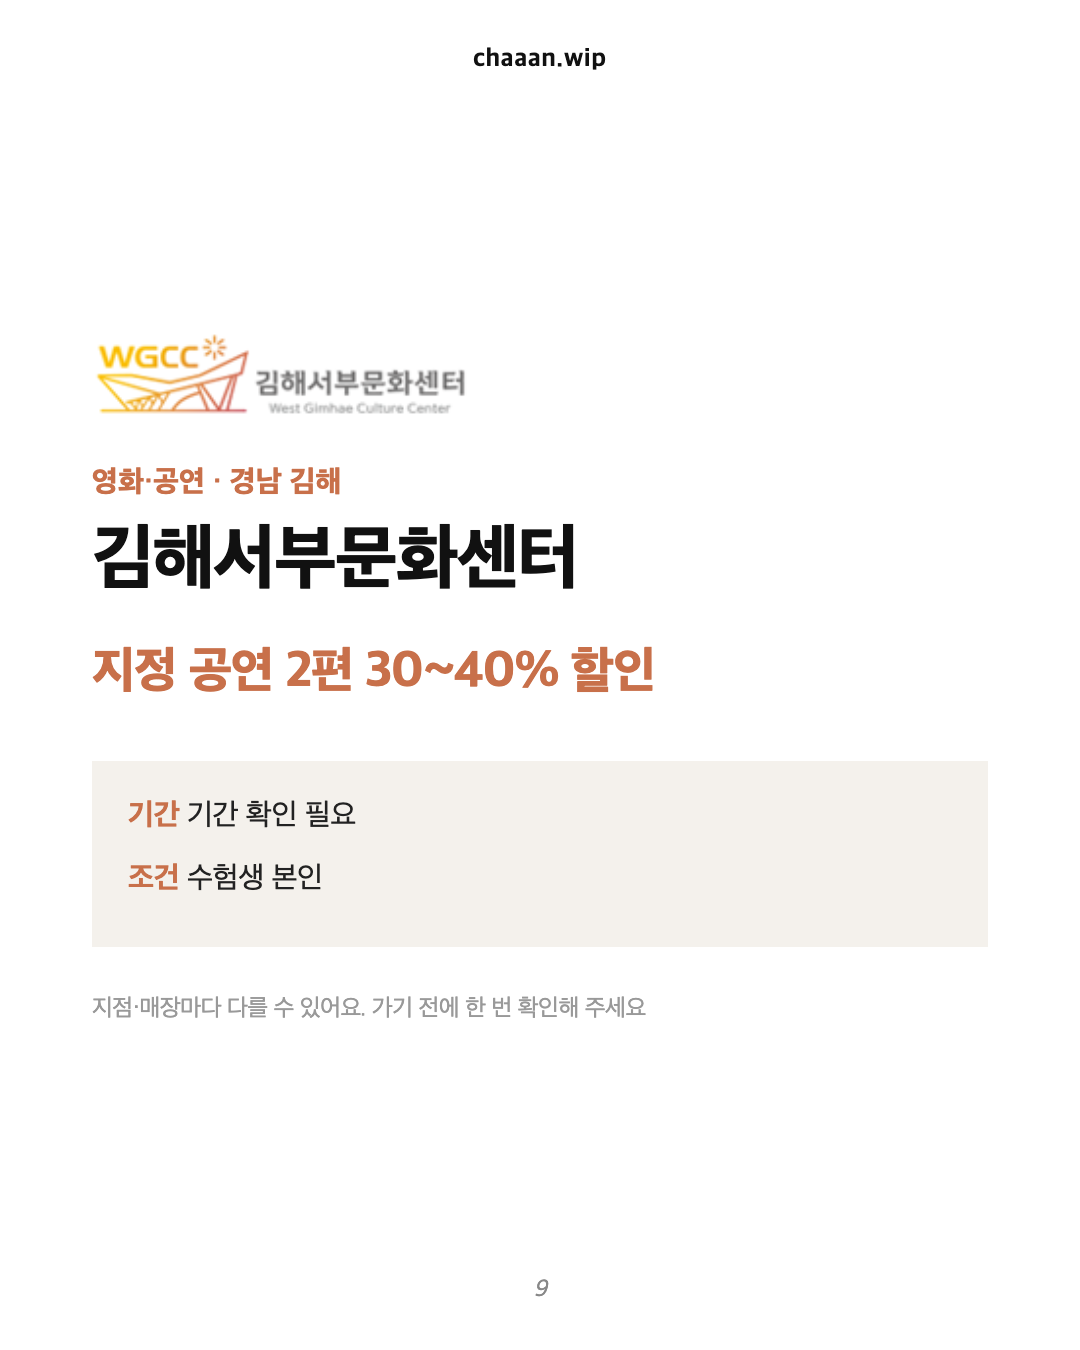 chaaan.wip
WGCC
김해서부문화센터
West Gimhae Culture Center
영화·공연 · 경남 김해
김해서부문화센터
지정 공연 2편 30~40% 할인
기간 기간 확인 필요
조건 수험생 본인
지점·매장마다 다를 수 있어요. 가기 전에 한 번 확인해 주세요
9